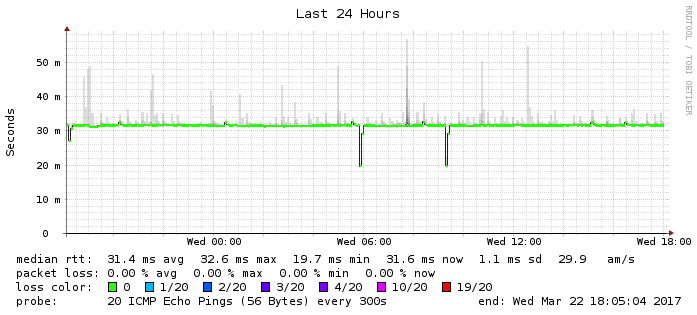 Last 24 Hours
RRDTOOL / TOBI OETIKER
Seconds
50 m
40 m
30 m
20 m
10 m
0
Wed 00:00 Wed 06:00 Wed 12:00 Wed 18:00
median rtt: 31.4 ms avg 32.6 ms max 19.7 ms min 31.6 ms now 1.1 ms sd 29.9 am/s
packet loss: 0.00 % avg 0.00 % max 0.00 % min 0.00 % now
loss color: 0 1/20 2/20 3/20 4/20 10/20 19/20
probe: 20 ICMP Echo Pings (56 Bytes) every 300s end: Wed Mar 22 18:05:04 2017